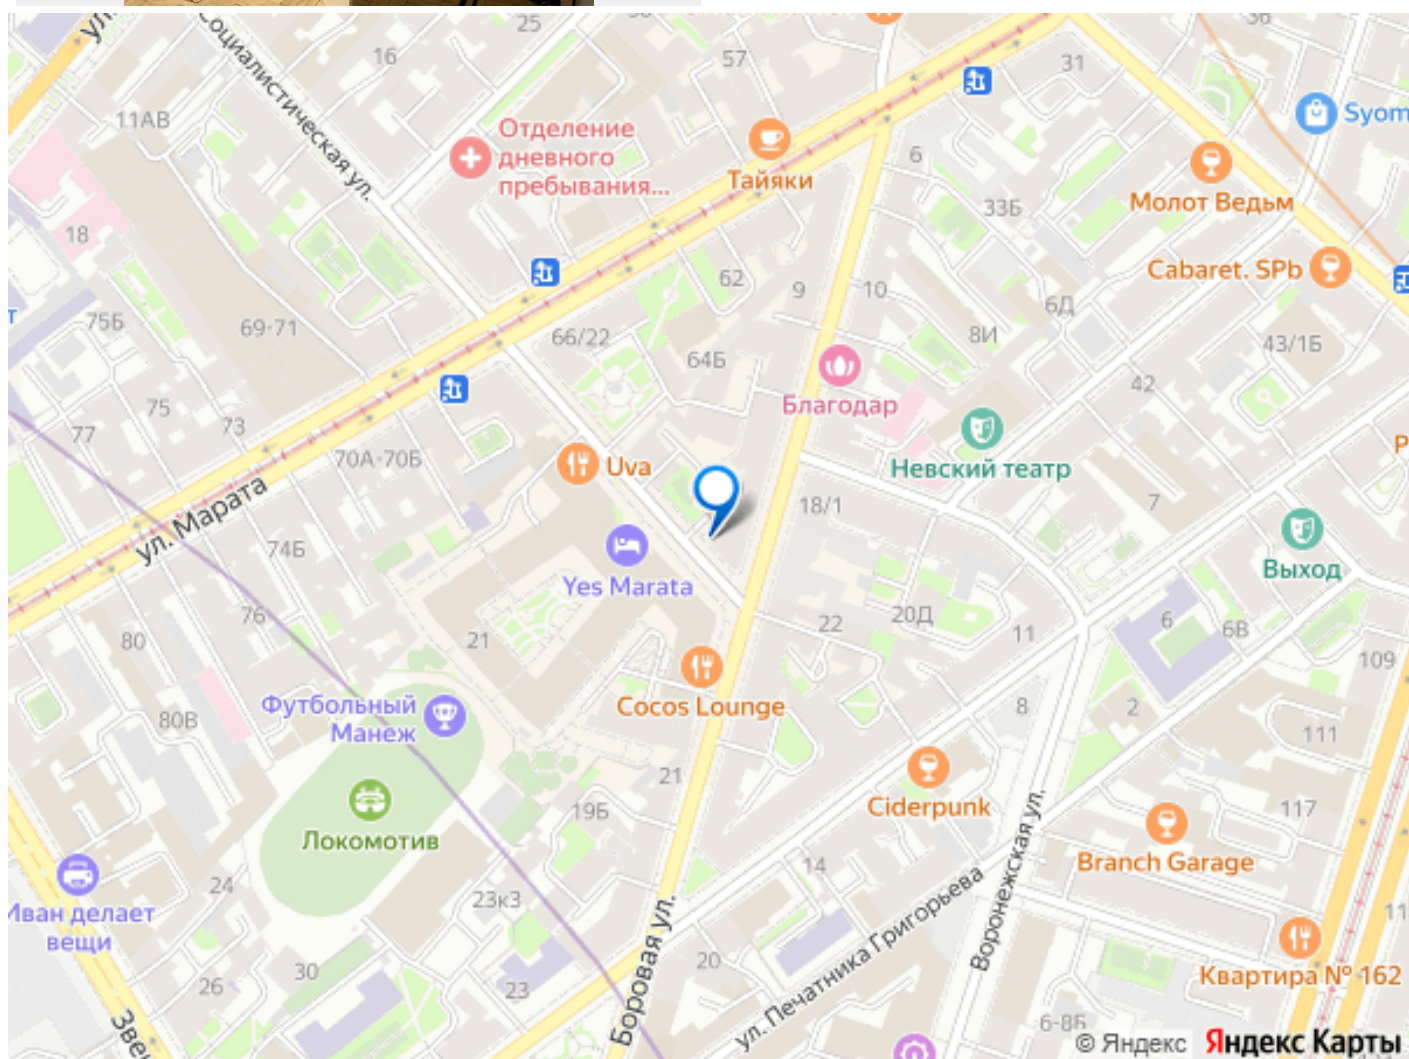 ул.
Социалистическая ул.
25
16
57
36
31
11АВ
Отделение
дневного
пребывания...
Тайяки
6
33Б
Молот Ведьм
Syom
18
62
9
10
Cabaret. SPb
6Д
8И
43/1Б
т
75Б
69-71
66/22
64Б
Благодар
42
75
73
77
70А-70Б
Uva
Невский театр
Р
7
18/1
ул. Марата
74Б
Yes Marata
Выход
76
80
21
22
20Д
11
6
6В
109
Футбольный
Манеж
80В
Cocos Lounge
8
2
111
21
19Б
Ciderpunk
117
Локомотив
Branch Garage
14
24
23к3
Иван делает
вещи
11
Воронежская ул.
ул. Печатника Григорьева
Боровая ул.
Квартира № 162
20
30
26
23
Звен
6-8Б
© Яндекс
Яндекс Карты